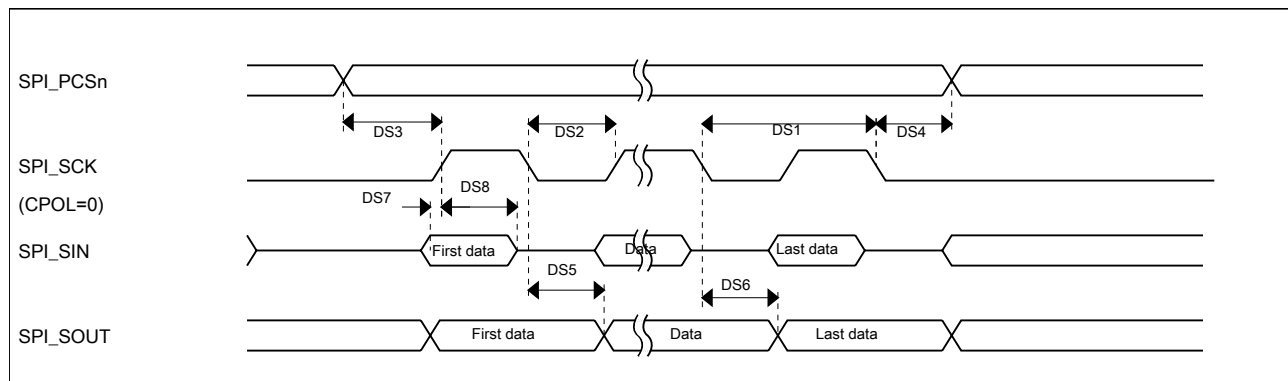 SPI_PCSn
DS3
DS2
DS1
DS4
SPI_SCK
(CPOL=0)
DS7
DS8
SPI_SIN
First data
Data
Last data
DS5
DS6
SPI_SOUT
First data
Data
Last data